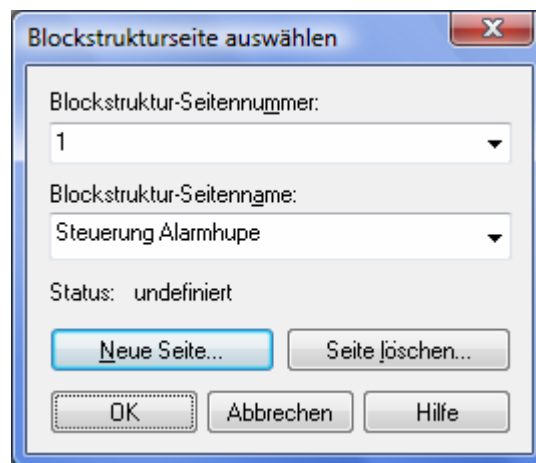 Blockstrukturseite auswählen
Blockstruktur-Seitennummer:
1
Blockstruktur-Seitenname:
Steuerung Alarmhupe
Status: undefiniert
Neue Seite... Seite löschen...
OK Abbrechen Hilfe